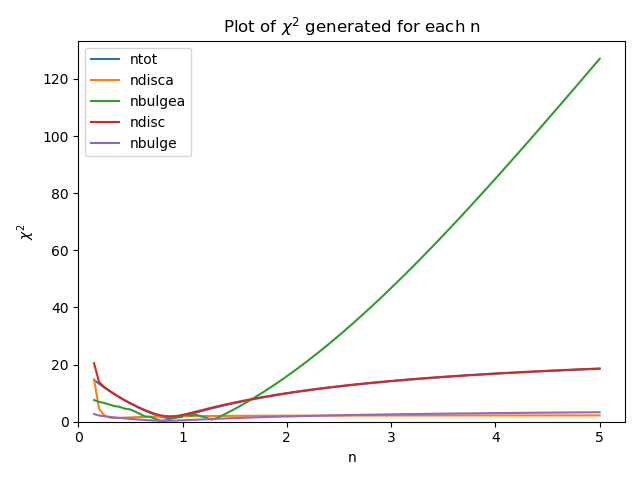 Plot of χ² generated for each n
ntot
ndisca
nbulgea
ndisc
nbulge
120
100
80
60
40
20
0
χ²
0 1 2 3 4 5
n